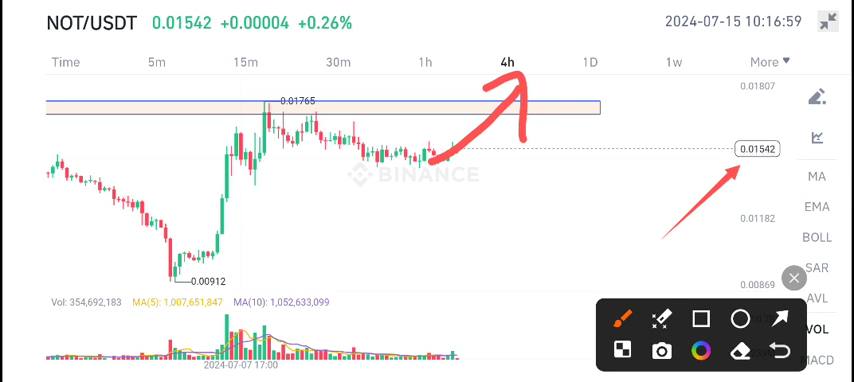 NOT/USDT 0.01542 +0.00004 +0.26% 2024-07-15 10:16:59
Time 5m 15m 30m 1h 4h 1D 1w More
0.01807
0.01765
0.01542
BINANCE
MA
EMA
0.01182
BOLL
SAR
0.00912
0.00869
AVL
Vol: 354,692,183 MA(5): 1,007,651,847 MA(10): 1,052,633,099
VOL
MACD
2024-07-07 17:00